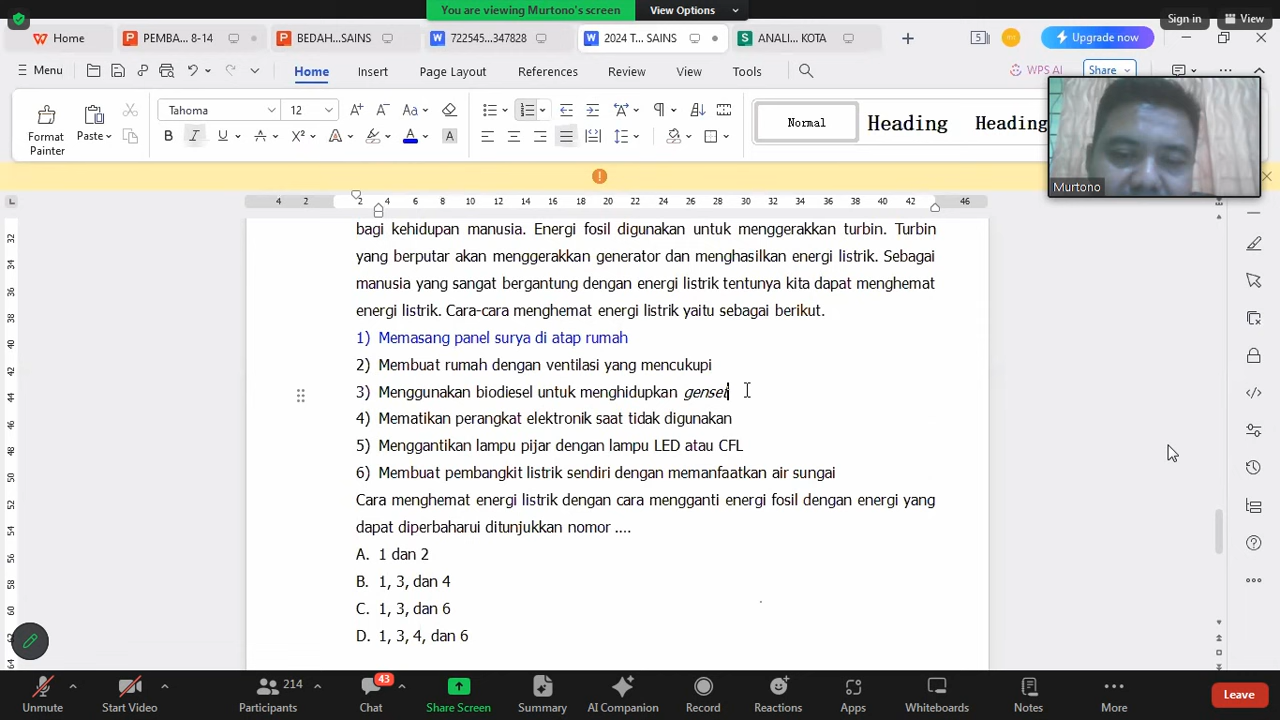 You are viewing Murtono's screen
View Options
Sign in
View
Home
PEMBA... 8-14
BEDAH...SAINS
722545...347823
2024 T... SAINS
ANALI... KOTA
5
Upgrade now
Menu
Home
Insert
Page Layout
References
Review
View
Tools
WPS AI
Share
Format Painter
Paste
Tahoma
12
Normal
Heading
Heading
Murtono
bagi kehidupan manusia. Energi fosil digunakan untuk menggerakkan turbin. Turbin
yang berputar akan menggerakkan generator dan menghasilkan energi listrik. Sebagai
manusia yang sangat bergantung dengan energi listrik tentunya kita dapat menghemat
energi listrik. Cara-cara menghemat energi listrik yaitu sebagai berikut.
1) Memasang panel surya di atap rumah
2) Membuat rumah dengan ventilasi yang mencukupi
3) Menggunakan biodiesel untuk menghidupkan genset
4) Mematikan perangkat elektronik saat tidak digunakan
5) Menggantikan lampu pijar dengan lampu LED atau CFL
6) Membuat pembangkit listrik sendiri dengan memanfaatkan air sungai
Cara menghemat energi listrik dengan cara mengganti energi fosil dengan energi yang
dapat diperbaharui ditunjukkan nomor ....
A. 1 dan 2
B. 1, 3, dan 4
C. 1, 3, dan 6
D. 1, 3, 4, dan 6
Unmute
Start Video
214
Participants
43
Chat
Share Screen
Summary
AI Companion
Record
Reactions
Apps
Whiteboards
Notes
More
Leave